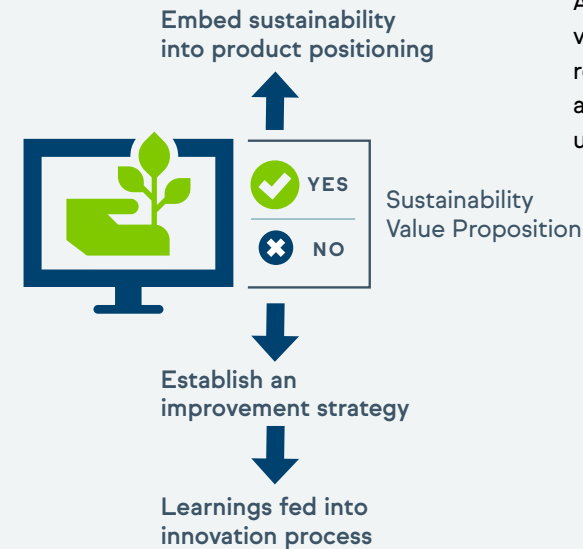 Embed sustainability
into product positioning
YES
NO
Sustainability
Value Proposition
Establish an
improvement strategy
Learnings fed into
innovation process